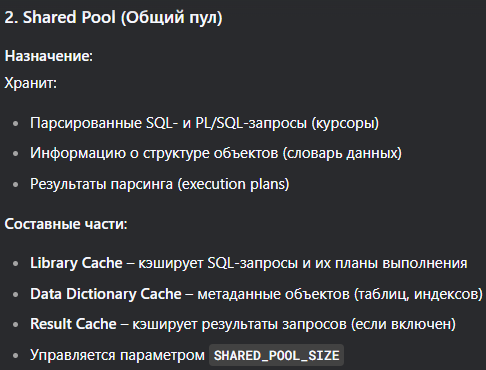 2. Shared Pool (Общий пул)
Назначение:
Хранит:
• Парсированные SQL- и PL/SQL-запросы (курсоры)
• Информацию о структуре объектов (словарь данных)
• Результаты парсинга (execution plans)
Составные части:
• Library Cache – кэширует SQL-запросы и их планы выполнения
• Data Dictionary Cache – метаданные объектов (таблиц, индексов)
• Result Cache – кэширует результаты запросов (если включен)
• Управляется параметром SHARED_POOL_SIZE